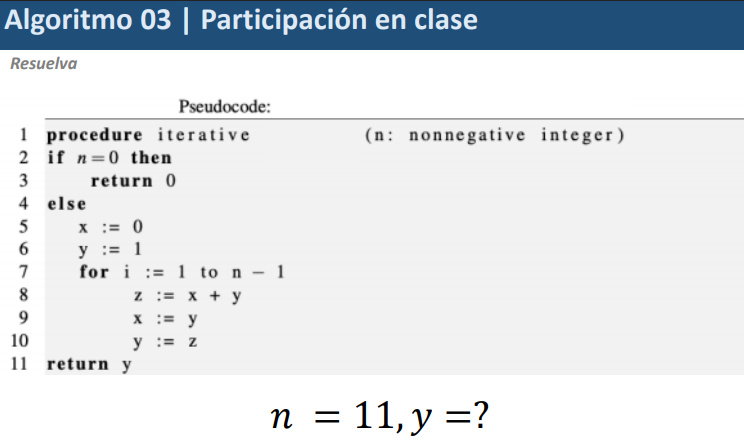 Algoritmo 03 | Participación en clase
Resuelva
Pseudocode:
1 procedure iterative (n: nonnegative integer)
2 if n=0 then
3 return 0
4 else
5 x := 0
6 y := 1
7 for i := 1 to n − 1
8 z := x + y
9 x := y
10 y := z
11 return y
n = 11, y =?